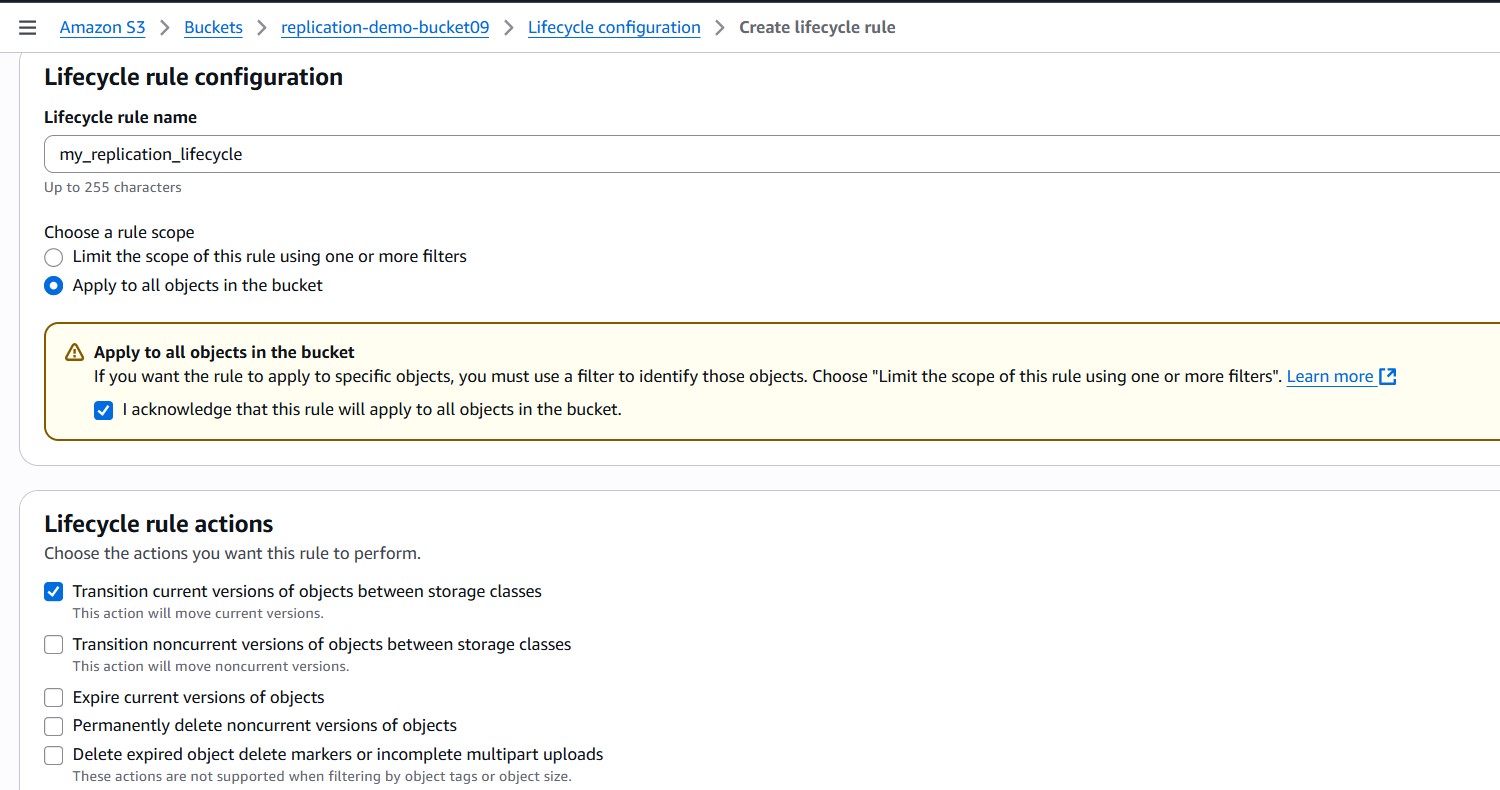 Amazon S3 > Buckets > replication-demo-bucket09 > Lifecycle configuration > Create lifecycle rule
Lifecycle rule configuration
Lifecycle rule name
my_replication_lifecycle
Up to 255 characters
Choose a rule scope
Limit the scope of this rule using one or more filters
Apply to all objects in the bucket
Apply to all objects in the bucket
If you want the rule to apply to specific objects, you must use a filter to identify those objects. Choose "Limit the scope of this rule using one or more filters". Learn more
I acknowledge that this rule will apply to all objects in the bucket.
Lifecycle rule actions
Choose the actions you want this rule to perform.
Transition current versions of objects between storage classes
This action will move current versions.
Transition noncurrent versions of objects between storage classes
This action will move noncurrent versions.
Expire current versions of objects
Permanently delete noncurrent versions of objects
Delete expired object delete markers or incomplete multipart uploads
These actions are not supported when filtering by object tags or object size.